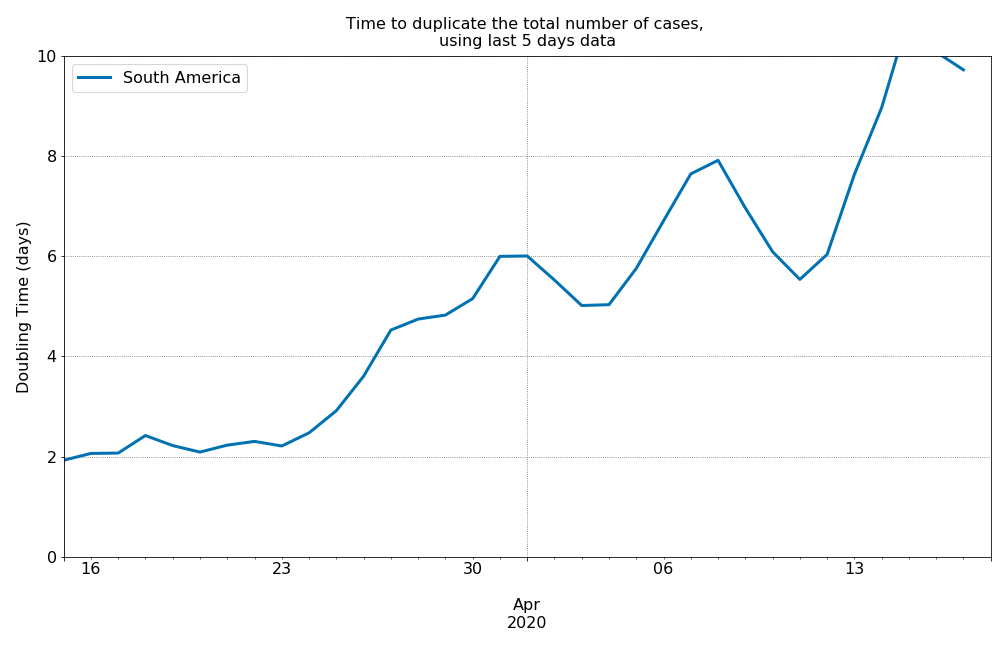 Time to duplicate the total number of cases,
using last 5 days data
South America
Doubling Time (days)
10
8
6
4
2
0
16 23 30 06 13
Apr
2020